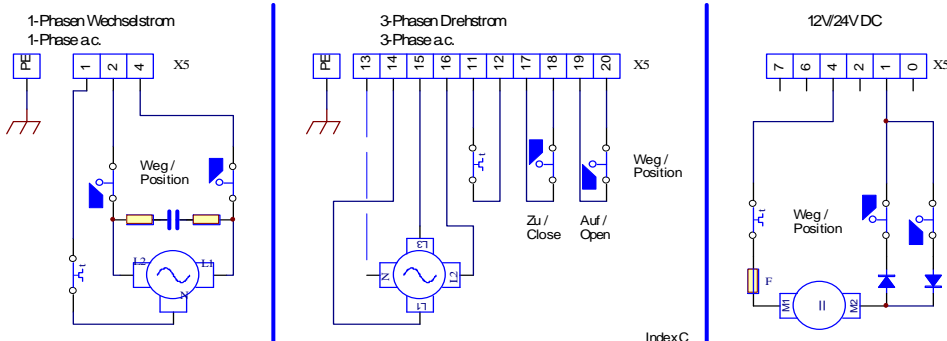 1-Phasen Wechselstrom
1-Phase a.c.
PE
1 2 4
X5
Weg /
Position
t
L2
L1
N
3-Phasen Drehstrom
3-Phase a.c.
PE
13 14 15 16 11 12 17 18 19 20
X5
t
Weg /
Position
Zu /
Close
Auf /
Open
L3
N
L2
L1
Index C
12V/24V DC
7 6 4 2 1 0
X5
t
Weg /
Position
F
M1
II
M2